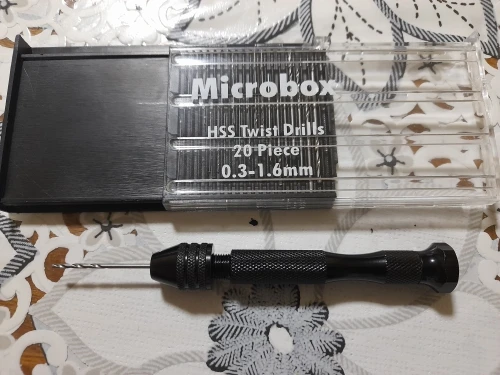 Microbox
HSS Twist Drills
20 Piece
0.3-1.6mm